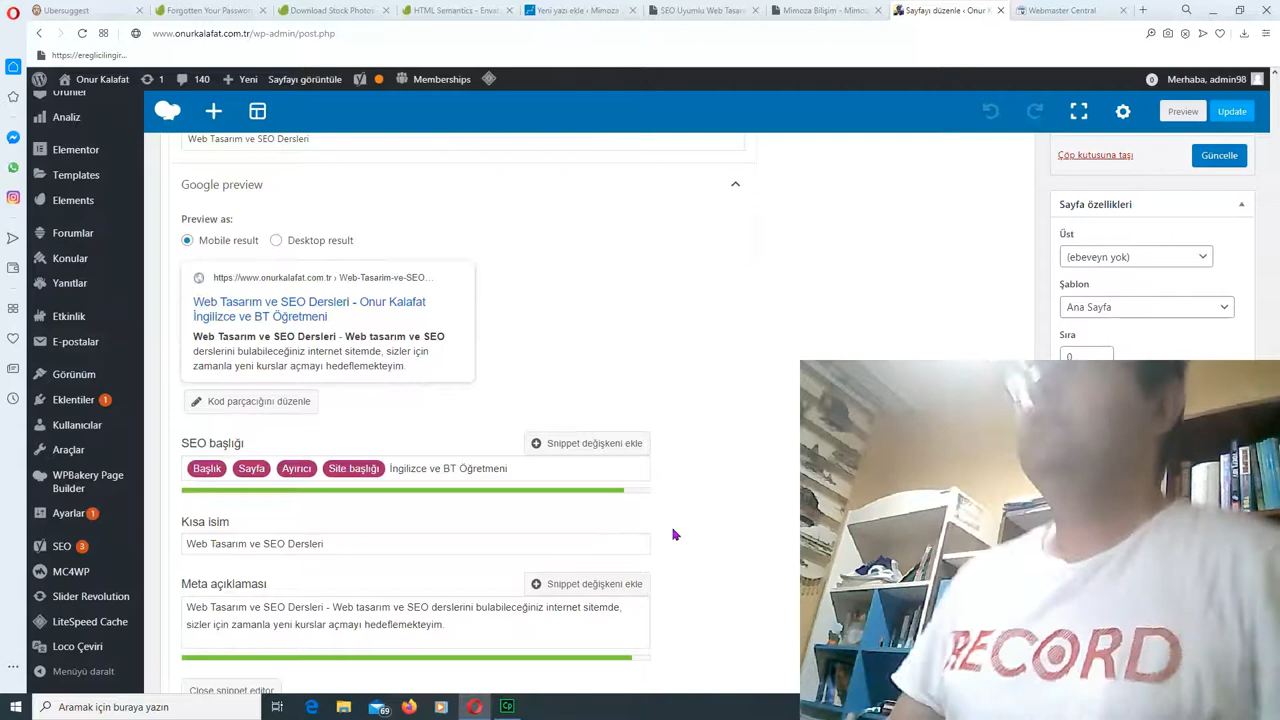 Ubersuggest
Forgotten Your Passwor
Download Stock Photos
HTML Semantics - Envat
Yeni yazı ekle ‹ Mimoza
SEO Uyumlu Web Tasar
Mimoza Bilişim - Mimoz
Sayfayı düzenle ‹ Onur K
Webmaster Central
www.onurkalafat.com.tr/wp-admin/post.php
https://ereglicilingir...
Onur Kalafat
1
140
Yeni
Sayfayı görüntüle
Memberships
0
Merhaba, admin98
Ürünler
Analiz
Elementor
Templates
Elements
Forumlar
Konular
Yanıtlar
Etkinlik
E-postalar
Görünüm
Eklentiler 1
Kullanıcılar
Araçlar
WPBakery Page
Builder
Ayarlar 1
SEO 3
MC4WP
Slider Revolution
LiteSpeed Cache
Loco Çeviri
Menüyü daralt
Preview
Update
Web Tasarım ve SEO Dersleri
Google preview
Preview as:
Mobile result
Desktop result
https://www.onurkalafat.com.tr › Web-Tasarim-ve-SEO...
Web Tasarım ve SEO Dersleri - Onur Kalafat
İngilizce ve BT Öğretmeni
Web Tasarım ve SEO Dersleri - Web tasarım ve SEO
derslerini bulabileceğiniz internet sitemde, sizler için
zamanla yeni kurslar açmayı hedeflemekteyim.
Kod parçacığını düzenle
SEO başlığı
Snippet değişkeni ekle
Başlık Sayfa Ayırıcı Site başlığı İngilizce ve BT Öğretmeni
Kısa isim
Web Tasarım ve SEO Dersleri
Meta açıklaması
Snippet değişkeni ekle
Web Tasarım ve SEO Dersleri - Web tasarım ve SEO derslerini bulabileceğiniz internet sitemde,
sizler için zamanla yeni kurslar açmayı hedeflemekteyim.
Close snippet editor
Çöp kutusuna taşı
Güncelle
Sayfa özellikleri
Üst
(ebeveyn yok)
Şablon
Ana Sayfa
Sıra
0
RECORD
Aramak için buraya yazın
69
Cp